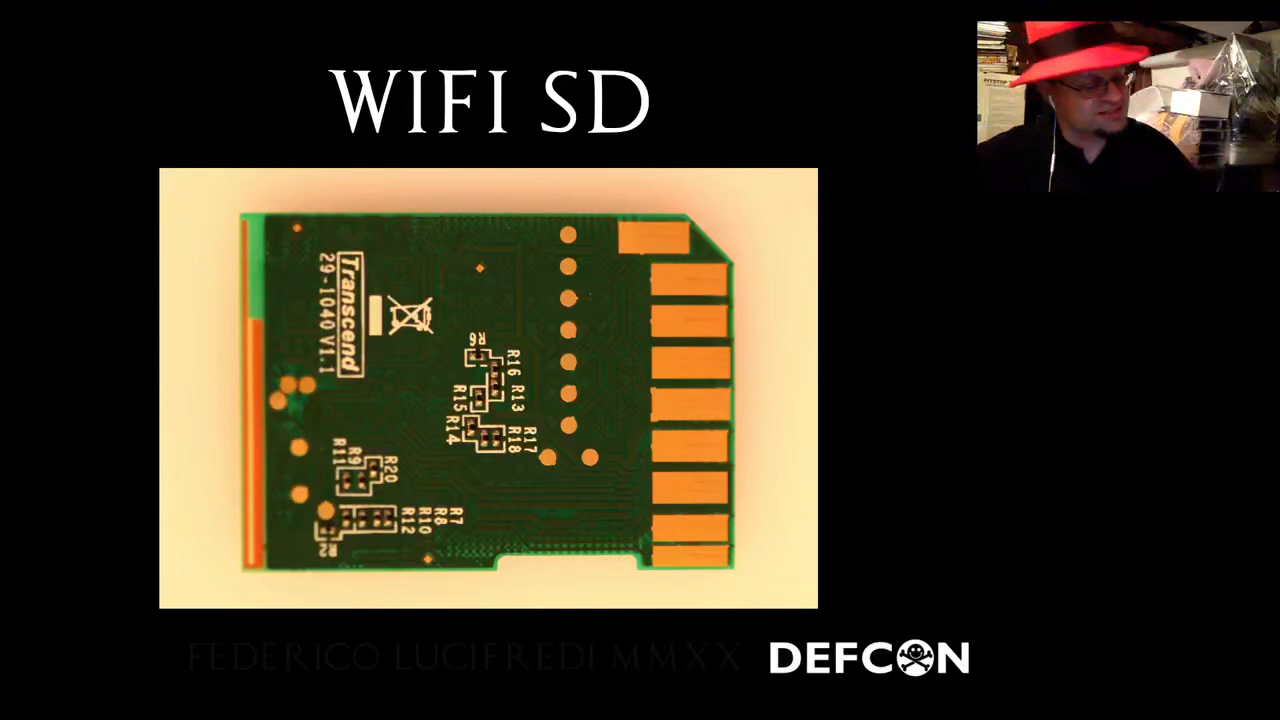 WIFI SD
Transcend
29-1040 V1.1
R6
R16
R13
R15
R14
R17
R18
R11
R9
R20
R7
R8
R10
R12
R2
FEDERICO LUCIFREDI MMXX
DEFCON